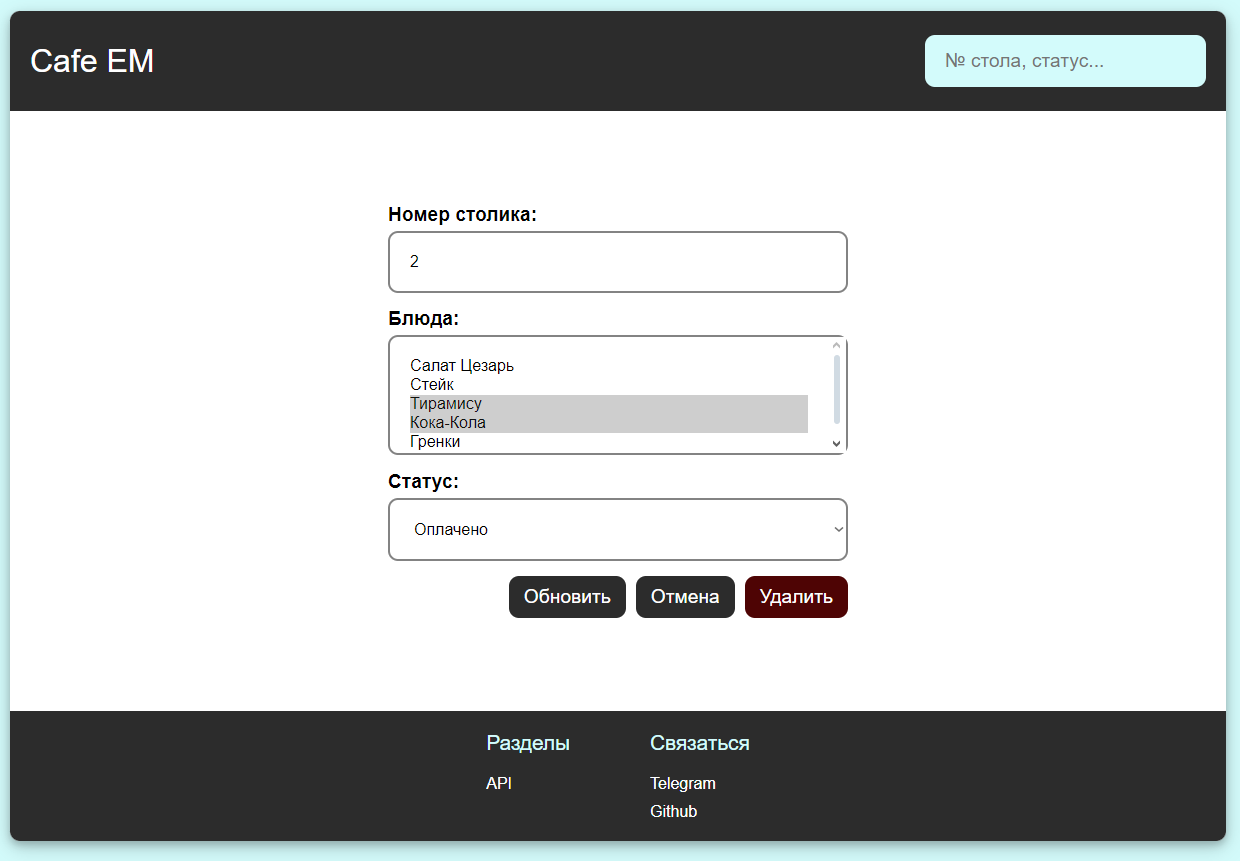 Cafe EM
№ стола, статус...
Номер столика:
2
Блюда:
Салат Цезарь
Стейк
Тирамису
Кока-Кола
Гренки
Статус:
Оплачено
Обновить Отмена Удалить
Разделы Связаться
API Telegram
Github